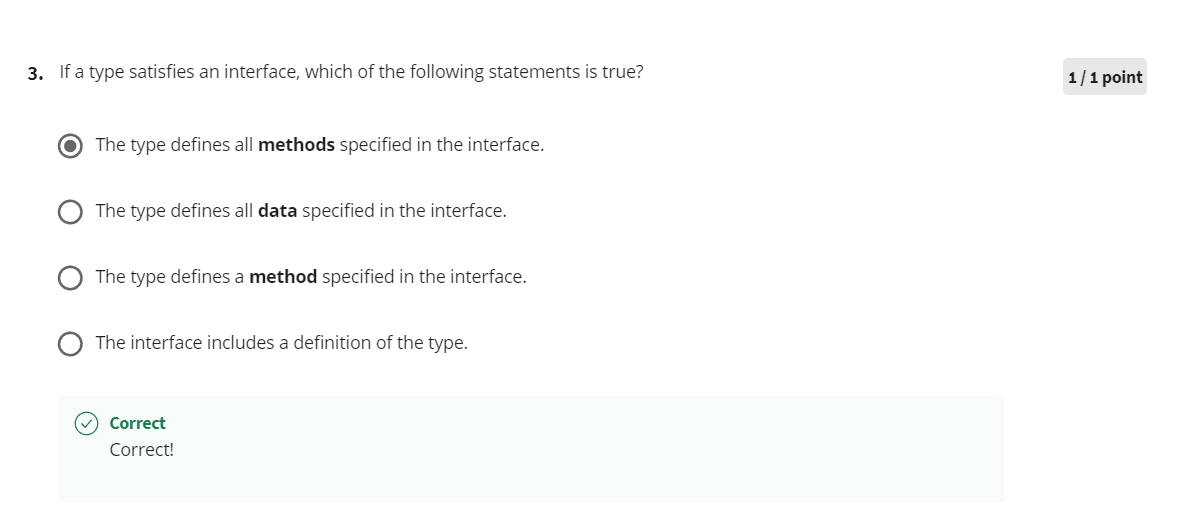 3. If a type satisfies an interface, which of the following statements is true?
1 / 1 point
The type defines all methods specified in the interface.
The type defines all data specified in the interface.
The type defines a method specified in the interface.
The interface includes a definition of the type.
Correct
Correct!